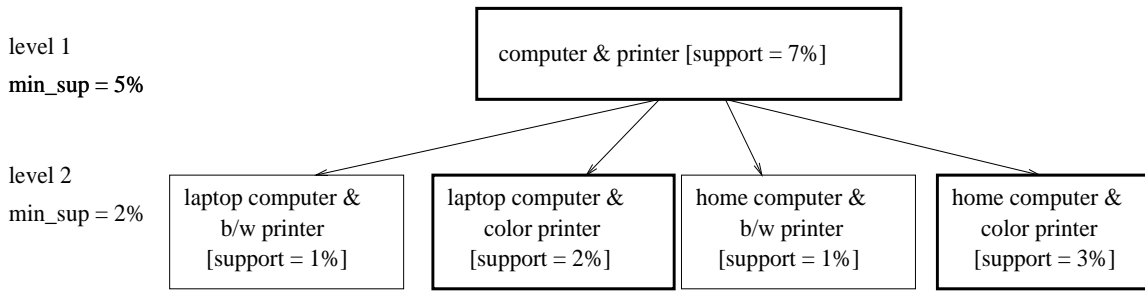 level 1
min_sup = 5%
computer & printer [support = 7%]
level 2
min_sup = 2%
laptop computer &
b/w printer
[support = 1%]
laptop computer &
color printer
[support = 2%]
home computer &
b/w printer
[support = 1%]
home computer &
color printer
[support = 3%]